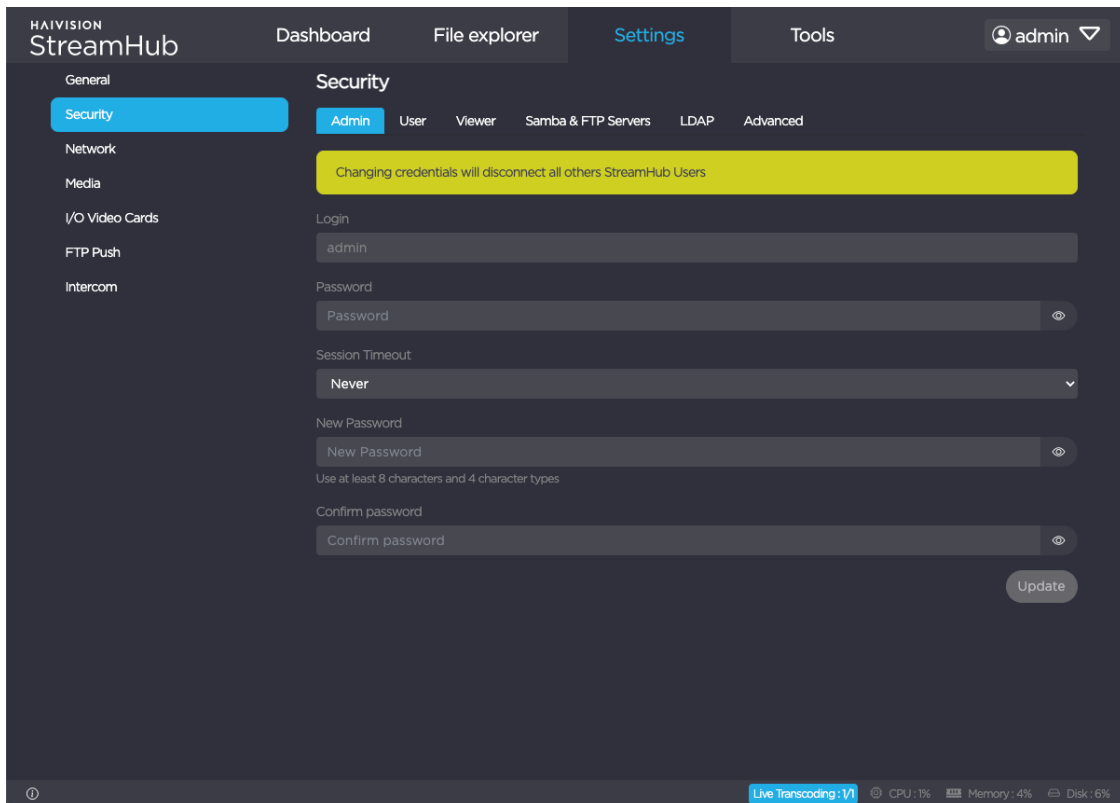 HAIVISION
StreamHub
Dashboard
File explorer
Settings
Tools
admin
General
Security
Network
Media
I/O Video Cards
FTP Push
Intercom
Security
Admin
User
Viewer
Samba & FTP Servers
LDAP
Advanced
Changing credentials will disconnect all others StreamHub Users
Login
admin
Password
Password
Session Timeout
Never
New Password
New Password
Use at least 8 characters and 4 character types
Confirm password
Confirm password
Update
Live Transcoding : 1/1
CPU : 1%
Memory : 4%
Disk : 6%